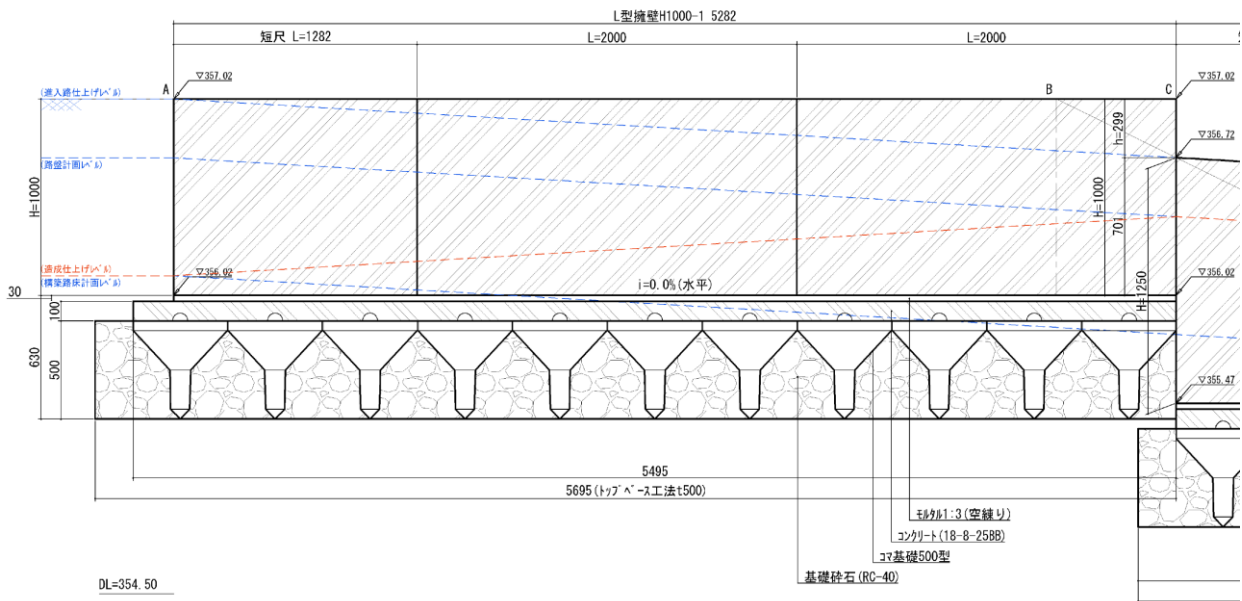 L型擁壁H1000-1 5282
短尺 L=1282
L=2000
L=2000
▽357.02
▽357.02
(進入路仕上げﾚﾍﾞﾙ)
A
B
C
h=299
▽356.72
(路盤計画ﾚﾍﾞﾙ)
H=1000
H=1000
701
(造成仕上げﾚﾍﾞﾙ)
▽356.02
▽356.02
(構築路床計画ﾚﾍﾞﾙ)
i=0.0%(水平)
H=1250
30
100
630
500
▽355.47
5495
5695(ﾄｯﾌﾟﾍﾞｰｽ工法t500)
ﾓﾙﾀﾙ1:3(空練り)
ｺﾝｸﾘｰﾄ(18-8-25BB)
ｺﾏ基礎500型
基礎砕石(RC-40)
DL=354.50